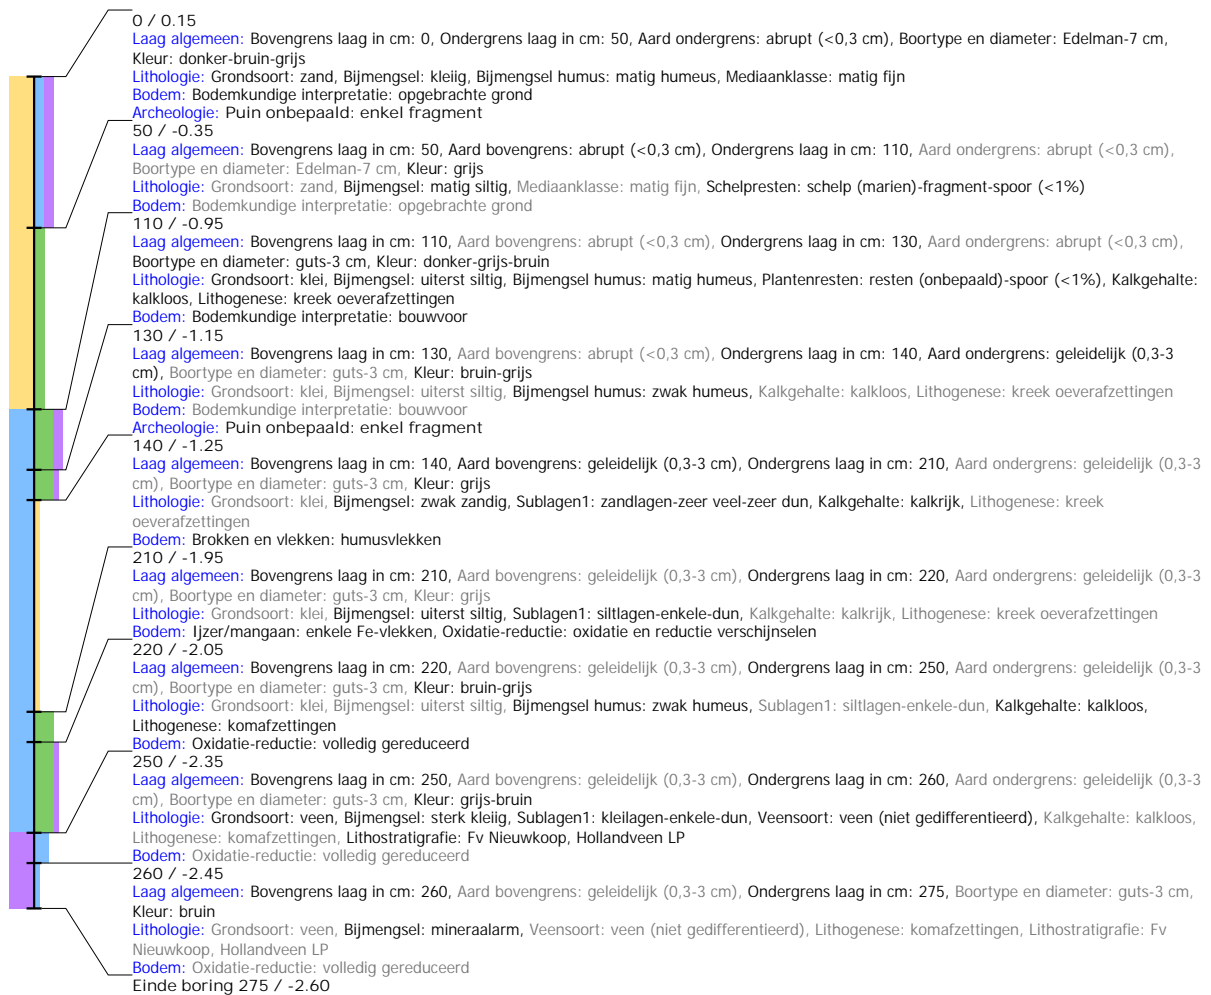 0 / 0.15
Laag algemeen: Bovengrens laag in cm: 0, Ondergrens laag in cm: 50, Aard ondergrens: abrupt (<0,3 cm), Boortype en diameter: Edelman-7 cm,
Kleur: donker-bruin-grijs
Lithologie: Grondsoort: zand, Bijmengsel: kleiig, Bijmengsel humus: matig humeus, Mediaanklasse: matig fijn
Bodem: Bodemkundige interpretatie: opgebrachte grond
Archeologie: Puin onbepaald: enkel fragment
50 / -0.35
Laag algemeen: Bovengrens laag in cm: 50, Aard bovengrens: abrupt (<0,3 cm), Ondergrens laag in cm: 110, Aard ondergrens: abrupt (<0,3 cm),
Boortype en diameter: Edelman-7 cm, Kleur: grijs
Lithologie: Grondsoort: zand, Bijmengsel: matig siltig, Mediaanklasse: matig fijn, Schelpresten: schelp (marien)-fragment-spoor (<1%)
Bodem: Bodemkundige interpretatie: opgebrachte grond
110 / -0.95
Laag algemeen: Bovengrens laag in cm: 110, Aard bovengrens: abrupt (<0,3 cm), Ondergrens laag in cm: 130, Aard ondergrens: abrupt (<0,3 cm),
Boortype en diameter: guts-3 cm, Kleur: donker-grijs-bruin
Lithologie: Grondsoort: klei, Bijmengsel: uiterst siltig, Bijmengsel humus: matig humeus, Plantenresten: resten (onbepaald)-spoor (<1%), Kalkgehalte:
kalkloos, Lithogenese: kreek oeverafzettingen
Bodem: Bodemkundige interpretatie: bouwvoor
130 / -1.15
Laag algemeen: Bovengrens laag in cm: 130, Aard bovengrens: abrupt (<0,3 cm), Ondergrens laag in cm: 140, Aard ondergrens: geleidelijk (0,3-3
cm), Boortype en diameter: guts-3 cm, Kleur: bruin-grijs
Lithologie: Grondsoort: klei, Bijmengsel: uiterst siltig, Bijmengsel humus: zwak humeus, Kalkgehalte: kalkloos, Lithogenese: kreek oeverafzettingen
Bodem: Bodemkundige interpretatie: bouwvoor
Archeologie: Puin onbepaald: enkel fragment
140 / -1.25
Laag algemeen: Bovengrens laag in cm: 140, Aard bovengrens: geleidelijk (0,3-3 cm), Ondergrens laag in cm: 210, Aard ondergrens: geleidelijk (0,3-3
cm), Boortype en diameter: guts-3 cm, Kleur: grijs
Lithologie: Grondsoort: klei, Bijmengsel: zwak zandig, Sublagen1: zandlagen-zeer veel-zeer dun, Kalkgehalte: kalkrijk, Lithogenese: kreek
oeverafzettingen
Bodem: Brokken en vlekken: humusvlekken
210 / -1.95
Laag algemeen: Bovengrens laag in cm: 210, Aard bovengrens: geleidelijk (0,3-3 cm), Ondergrens laag in cm: 220, Aard ondergrens: geleidelijk (0,3-3
cm), Boortype en diameter: guts-3 cm, Kleur: grijs
Lithologie: Grondsoort: klei, Bijmengsel: uiterst siltig, Sublagen1: siltlagen-enkele-dun, Kalkgehalte: kalkrijk, Lithogenese: kreek oeverafzettingen
Bodem: Ijzer/mangaan: enkele Fe-vlekken, Oxidatie-reductie: oxidatie en reductie verschijnselen
220 / -2.05
Laag algemeen: Bovengrens laag in cm: 220, Aard bovengrens: geleidelijk (0,3-3 cm), Ondergrens laag in cm: 250, Aard ondergrens: geleidelijk (0,3-3
cm), Boortype en diameter: guts-3 cm, Kleur: bruin-grijs
Lithologie: Grondsoort: klei, Bijmengsel: uiterst siltig, Bijmengsel humus: zwak humeus, Sublagen1: siltlagen-enkele-dun, Kalkgehalte: kalkloos,
Lithogenese: komafzettingen
Bodem: Oxidatie-reductie: volledig gereduceerd
250 / -2.35
Laag algemeen: Bovengrens laag in cm: 250, Aard bovengrens: geleidelijk (0,3-3 cm), Ondergrens laag in cm: 260, Aard ondergrens: geleidelijk (0,3-3
cm), Boortype en diameter: guts-3 cm, Kleur: grijs-bruin
Lithologie: Grondsoort: veen, Bijmengsel: sterk kleiig, Sublagen1: kleilagen-enkele-dun, Veensoort: veen (niet gedifferentieerd), Kalkgehalte: kalkloos,
Lithogenese: komafzettingen, Lithostratigrafie: Fv Nieuwkoop, Hollandveen LP
Bodem: Oxidatie-reductie: volledig gereduceerd
260 / -2.45
Laag algemeen: Bovengrens laag in cm: 260, Aard bovengrens: geleidelijk (0,3-3 cm), Ondergrens laag in cm: 275, Boortype en diameter: guts-3 cm,
Kleur: bruin
Lithologie: Grondsoort: veen, Bijmengsel: mineraalarm, Veensoort: veen (niet gedifferentieerd), Lithogenese: komafzettingen, Lithostratigrafie: Fv
Nieuwkoop, Hollandveen LP
Bodem: Oxidatie-reductie: volledig gereduceerd
Einde boring 275 / -2.60